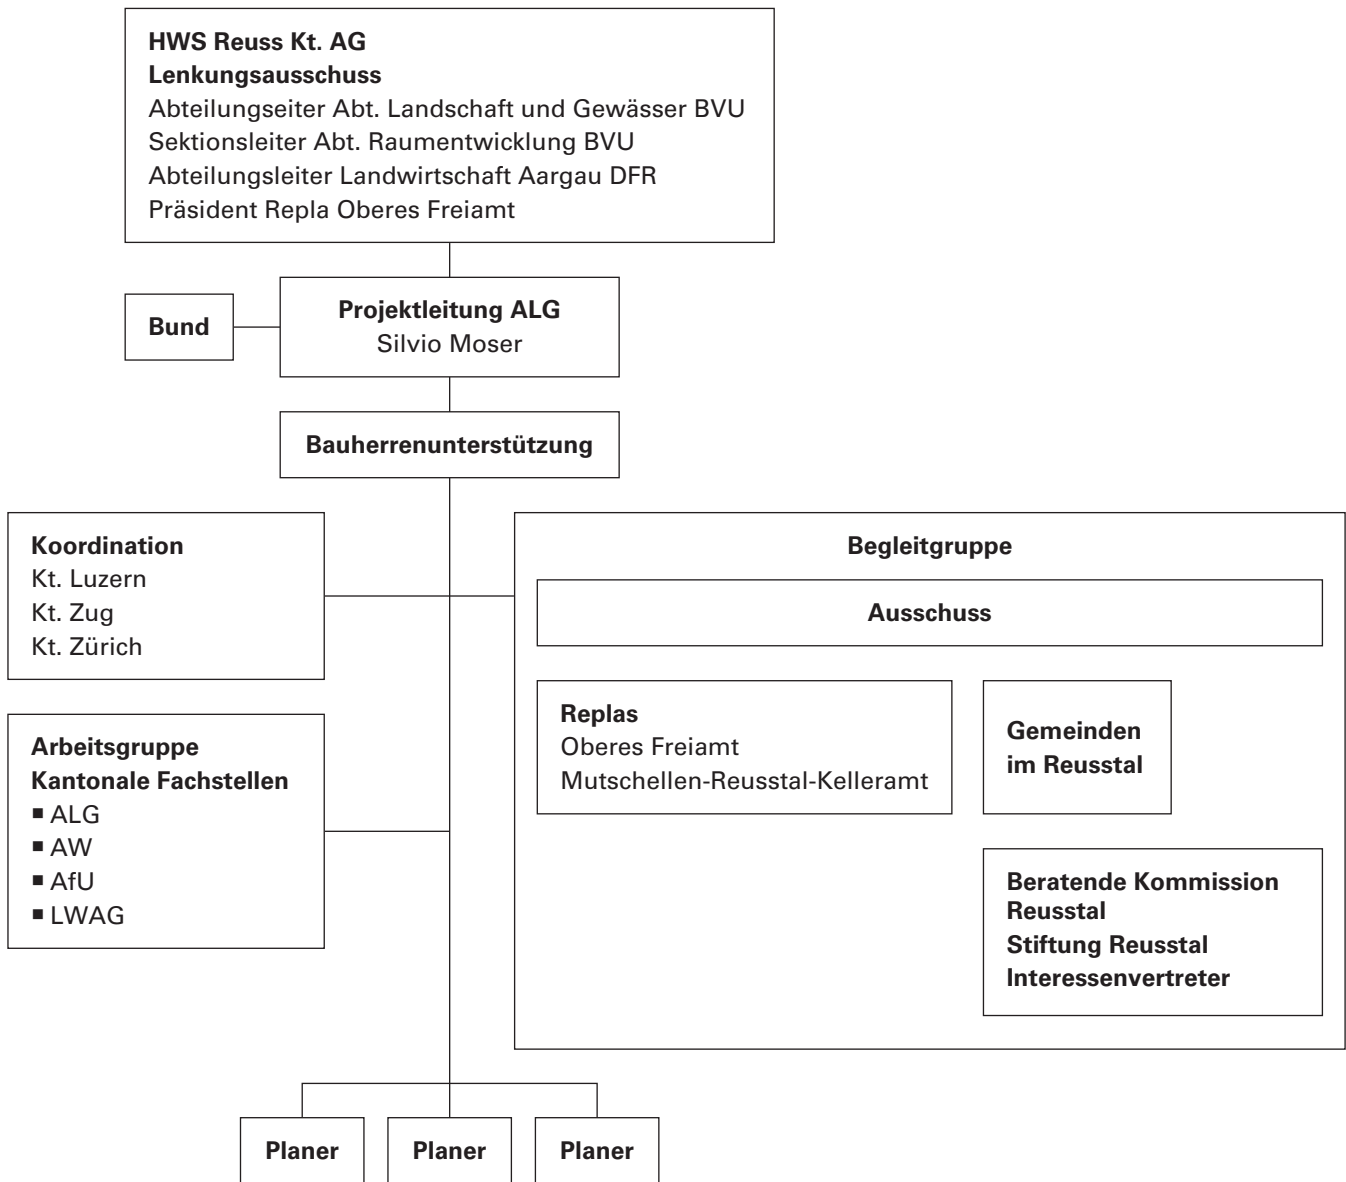 HWS Reuss Kt. AG
Lenkungsausschuss
Abteilungseiter Abt. Landschaft und Gewässer BVU
Sektionsleiter Abt. Raumentwicklung BVU
Abteilungsleiter Landwirtschaft Aargau DFR
Präsident Repla Oberes Freiamt
Bund
Projektleitung ALG
Silvio Moser
Bauherrenunterstützung
Koordination
Kt. Luzern
Kt. Zug
Kt. Zürich
Arbeitsgruppe
Kantonale Fachstellen
▪ ALG
▪ AW
▪ AfU
▪ LWAG
Begleitgruppe
Ausschuss
Replas
Oberes Freiamt
Mutschellen-Reusstal-Kelleramt
Gemeinden
im Reusstal
Beratende Kommission
Reusstal
Stiftung Reusstal
Interessenvertreter
Planer
Planer
Planer